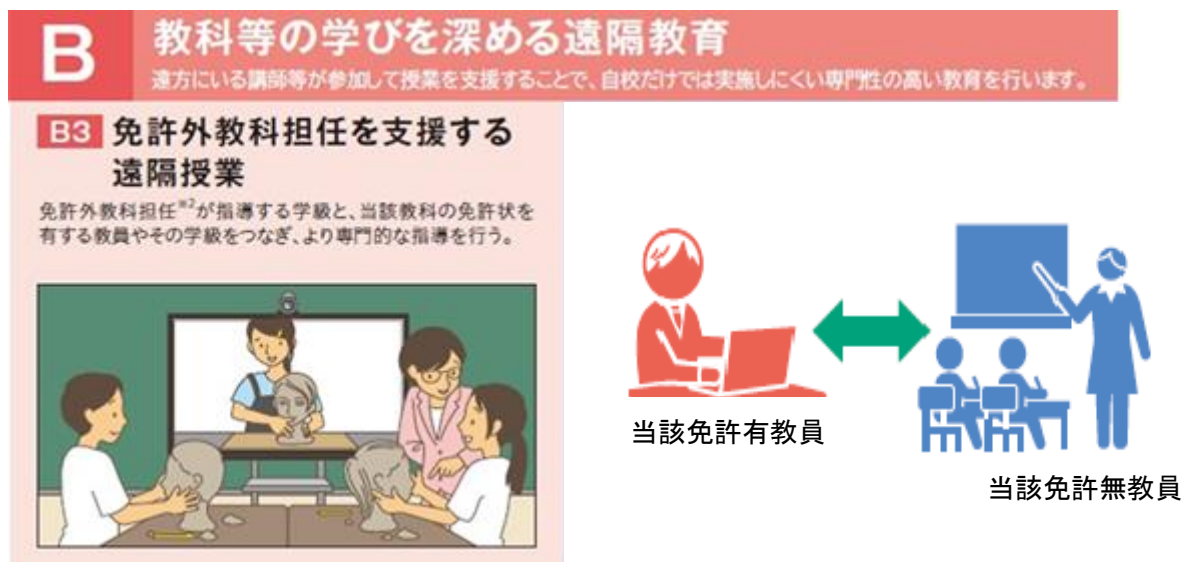 B
教科等の学びを深める遠隔教育
遠方にいる講師等が参加して授業を支援することで、自校だけでは実施しにくい専門性の高い教育を行います。
B3 免許外教科担任を支援する
遠隔授業
免許外教科担任※2が指導する学級と、当該教科の免許状を
有する教員やその学級をつなぎ、より専門的な指導を行う。
当該免許有教員
当該免許無教員